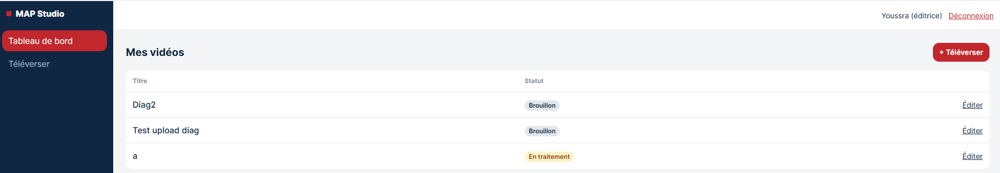 MAP Studio
Youssra (éditrice) Déconnexion
Tableau de bord
Téléverser
Mes vidéos
+ Téléverser
Titre Statut
Diag2 Brouillon Éditer
Test upload diag Brouillon Éditer
a En traitement Éditer